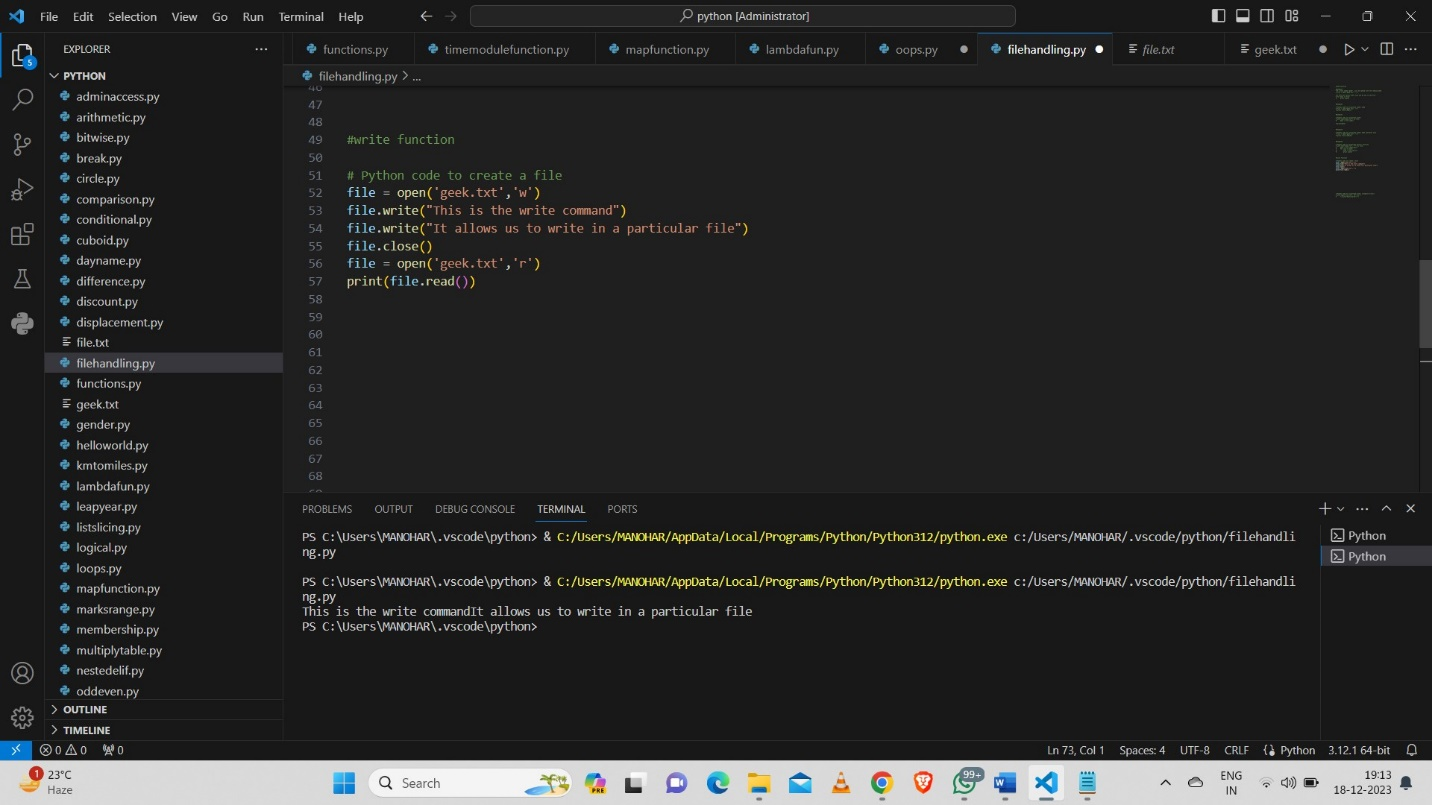 File Edit Selection View Go Run Terminal Help
python [Administrator]
EXPLORER
functions.py timemodulefunction.py mapfunction.py lambdafun.py oops.py filehandling.py file.txt geek.txt
filehandling.py > ...
5
PYTHON
adminaccess.py
arithmetic.py
bitwise.py
break.py
circle.py
comparison.py
conditional.py
cuboid.py
dayname.py
difference.py
discount.py
displacement.py
file.txt
filehandling.py
functions.py
geek.txt
gender.py
helloworld.py
kmtomiles.py
lambdafun.py
leapyear.py
listslicing.py
logical.py
loops.py
mapfunction.py
marksrange.py
membership.py
multiplytable.py
nestedelif.py
oddeven.py
OUTLINE
TIMELINE
46
47
48
49 #write function
50
51 # Python code to create a file
52 file = open('geek.txt','w')
53 file.write("This is the write command")
54 file.write("It allows us to write in a particular file")
55 file.close()
56 file = open('geek.txt','r')
57 print(file.read())
58
59
60
61
62
63
64
65
66
67
68
PROBLEMS OUTPUT DEBUG CONSOLE TERMINAL PORTS
PS C:\Users\MANOHAR\.vscode\python> & C:/Users/MANOHAR/AppData/Local/Programs/Python/Python312/python.exe c:/Users/MANOHAR/.vscode/python/filehandli
ng.py
PS C:\Users\MANOHAR\.vscode\python> & C:/Users/MANOHAR/AppData/Local/Programs/Python/Python312/python.exe c:/Users/MANOHAR/.vscode/python/filehandli
ng.py
This is the write commandIt allows us to write in a particular file
PS C:\Users\MANOHAR\.vscode\python>
Python
Python
0 0 0 Ln 73, Col 1 Spaces: 4 UTF-8 CRLF Python 3.12.1 64-bit
1 23°C
Haze
Search
PRE
99+
ENG
IN
19:13
18-12-2023